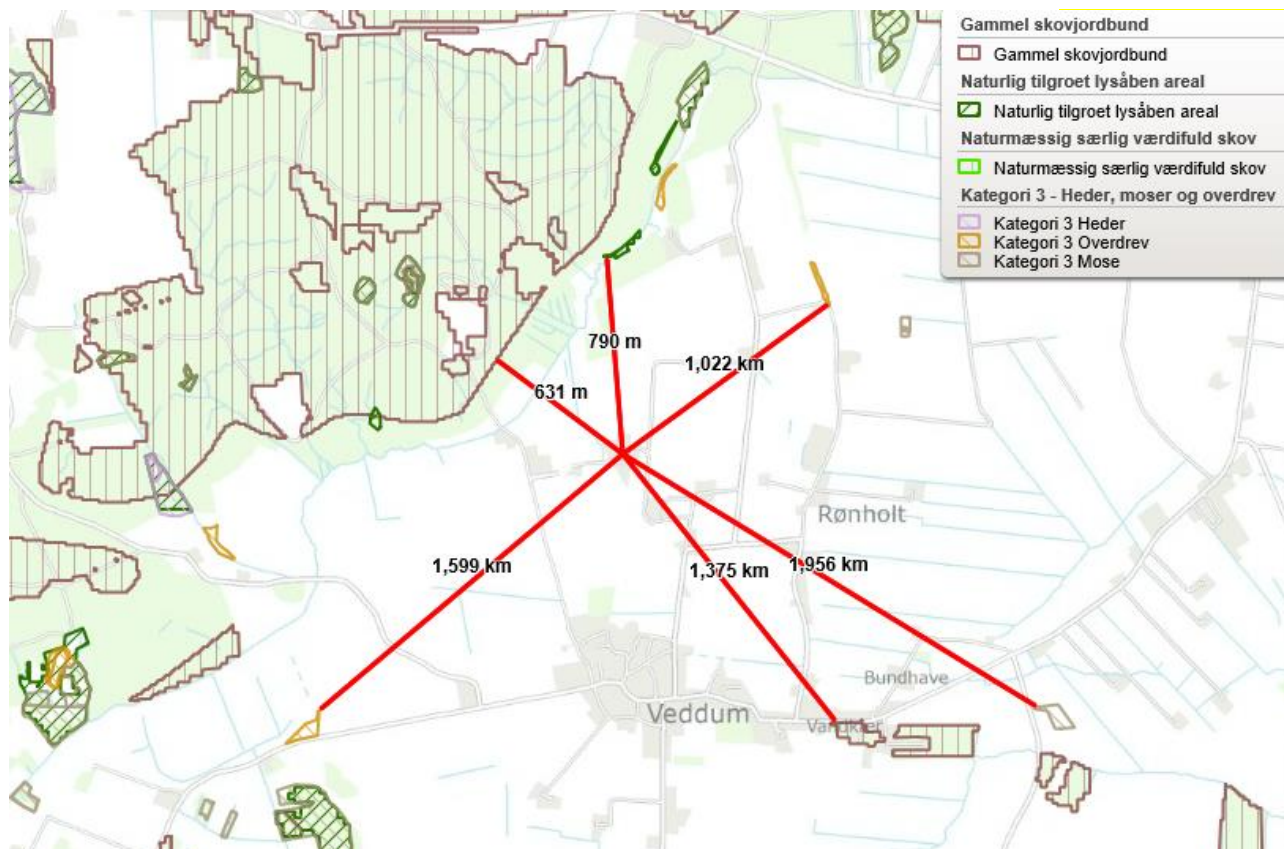 Gammel skovjordbund
Gammel skovjordbund
Naturlig tilgroet lysåben areal
Naturlig tilgroet lysåben areal
Naturmæssig særlig værdifuld skov
Naturmæssig særlig værdifuld skov
Kategori 3 - Heder, moser og overdrev
Kategori 3 Heder
Kategori 3 Overdrev
Kategori 3 Mose
790 m
1,022 km
631 m
Rønholt
1,599 km
1,375 km
1,956 km
Bundhave
Veddum